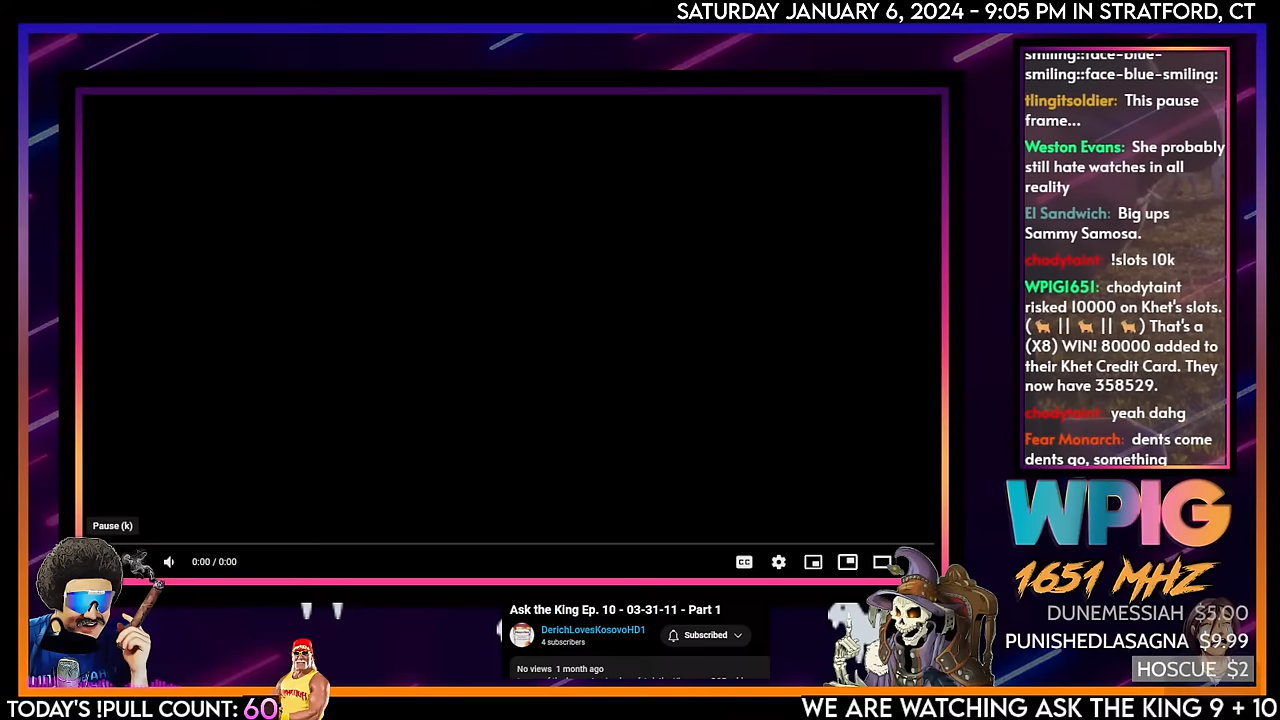 SATURDAY JANUARY 6, 2024 - 9:05 PM IN STRATFORD, CT
smiling::face-blue-
smiling::face-blue-smiling:
tlingitsoldier: This pause
frame...
Weston Evans: She probably
still hate watches in all
reality
El Sandwich: Big ups
Sammy Samosa.
chodytaint: !slots 10k
WPIG1651: chodytaint
risked 10000 on Khet's slots.
( || || ) That's a
(X8) WIN! 80000 added to
their Khet Credit Card. They
now have 358529.
chodytaint: yeah dahg
Fear Monarch: dents come
dents go, something
Pause (k)
0:00 / 0:00
CC
WPIG
1651 MHZ
Ask the King Ep. 10 - 03-31-11 - Part 1
DerichLovesKosovoHD1
4 subscribers
Subscribed
No views 1 month ago
DUNEMESSIAH $5.00
PUNISHEDLASAGNA $9.99
HOSCUE $2
TODAY'S !PULL COUNT: 60
WE ARE WATCHING ASK THE KING 9 + 10